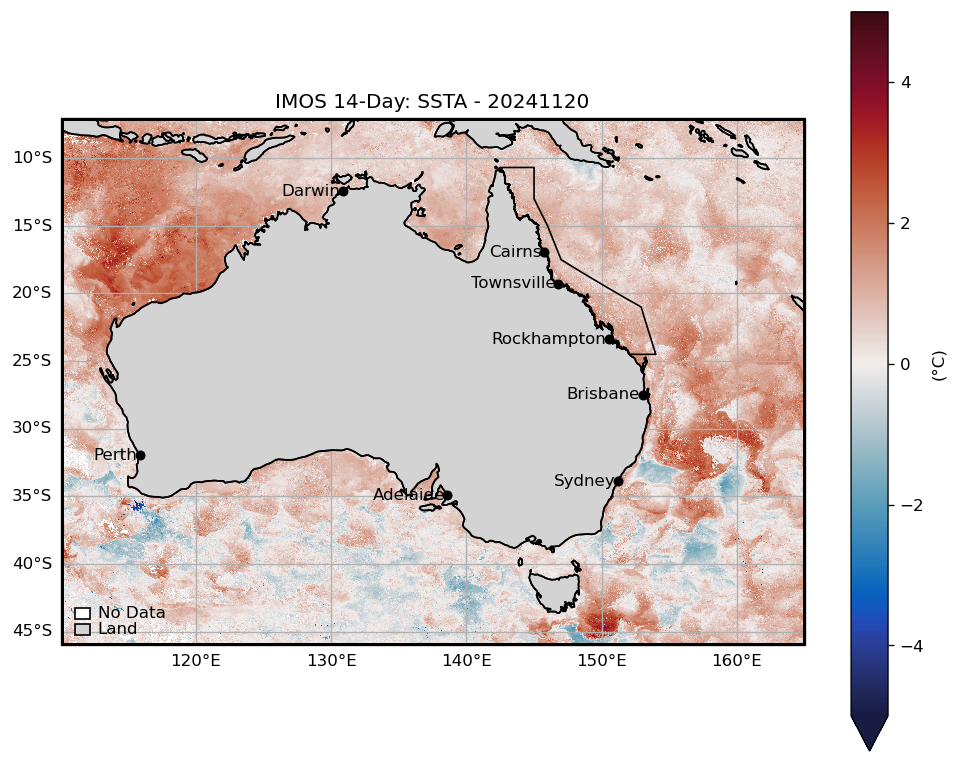 IMOS 14-Day: SSTA - 20241120
10°S
15°S
20°S
25°S
30°S
35°S
40°S
45°S
Darwin
Cairns
Townsville
Rockhampton
Brisbane
Perth
Sydney
Adelaide
No Data
Land
120°E 130°E 140°E 150°E 160°E
4
2
0
−2
−4
(°C)